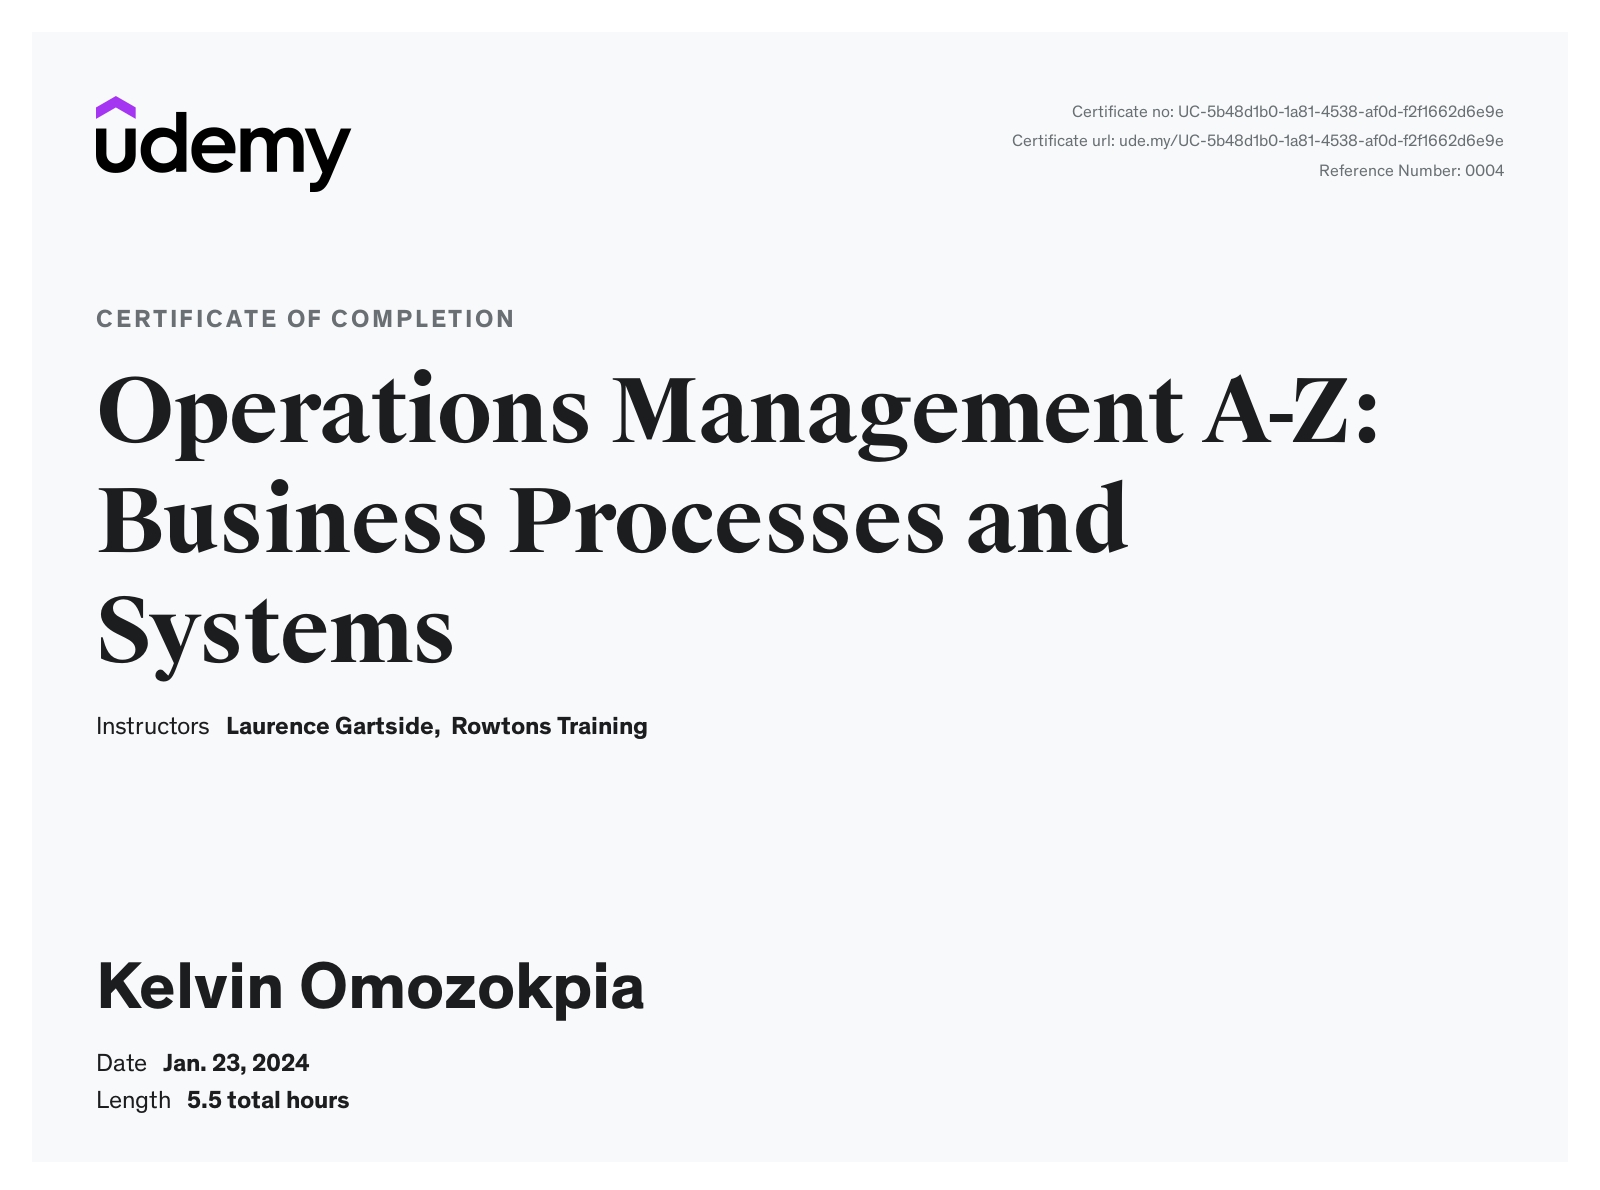 udemy
Certificate no: UC-5b48d1b0-1a81-4538-af0d-f2f1662d6e9e
Certificate url: ude.my/UC-5b48d1b0-1a81-4538-af0d-f2f1662d6e9e
Reference Number: 0004
CERTIFICATE OF COMPLETION
Operations Management A-Z:
Business Processes and
Systems
Instructors Laurence Gartside, Rowtons Training
Kelvin Omozokpia
Date Jan. 23, 2024
Length 5.5 total hours